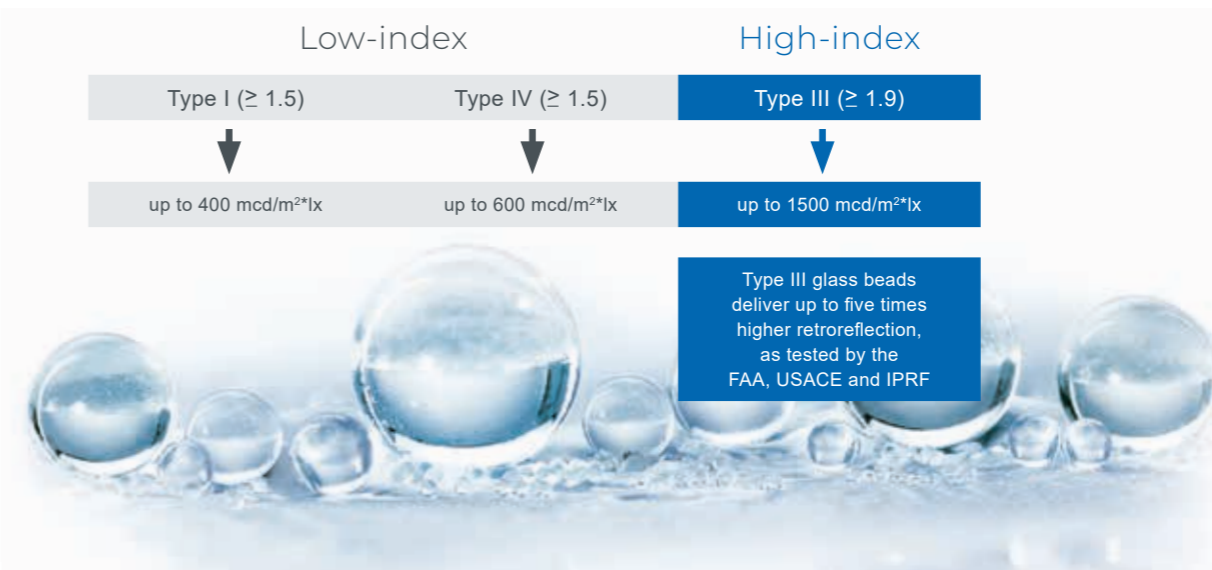 Low-index High-index
Type I (≥ 1.5) Type IV (≥ 1.5) Type III (≥ 1.9)
up to 400 mcd/m²*lx up to 600 mcd/m²*lx up to 1500 mcd/m²*lx
Type III glass beads
deliver up to five times
higher retroreflection,
as tested by the
FAA, USACE and IPRF